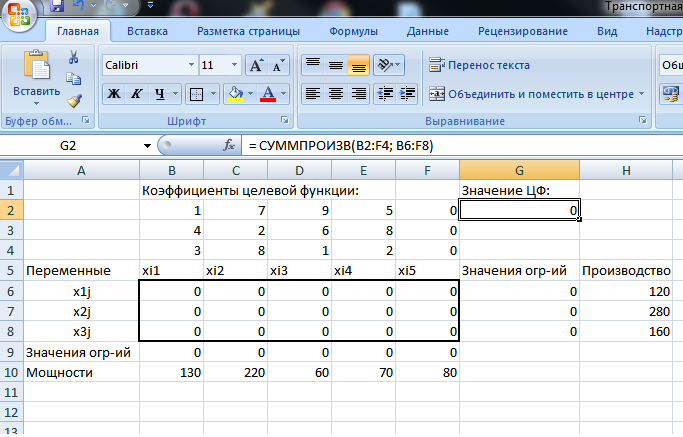 Транспортная
Главная Вставка Разметка страницы Формулы Данные Рецензирование Вид Надстр
Calibri 11 А А Перенос текста Общ
Вставить Ж К Ч А Объединить и поместить в центре
Буфер обм... Шрифт Выравнивание
G2 fx =СУММПРОИЗВ(B2:F4; B6:F8)
A B C D E F G H
1 Коэффициенты целевой функции: Значение ЦФ:
2 1 7 9 5 0 0
3 4 2 6 8 0
4 3 8 1 2 0
5 Переменные xi1 xi2 xi3 xi4 xi5 Значения огр-ий Производство
6 x1j 0 0 0 0 0 0 120
7 x2j 0 0 0 0 0 0 280
8 x3j 0 0 0 0 0 0 160
9 Значения огр-ий 0 0 0 0 0
10 Мощности 130 220 60 70 80
11
12
13